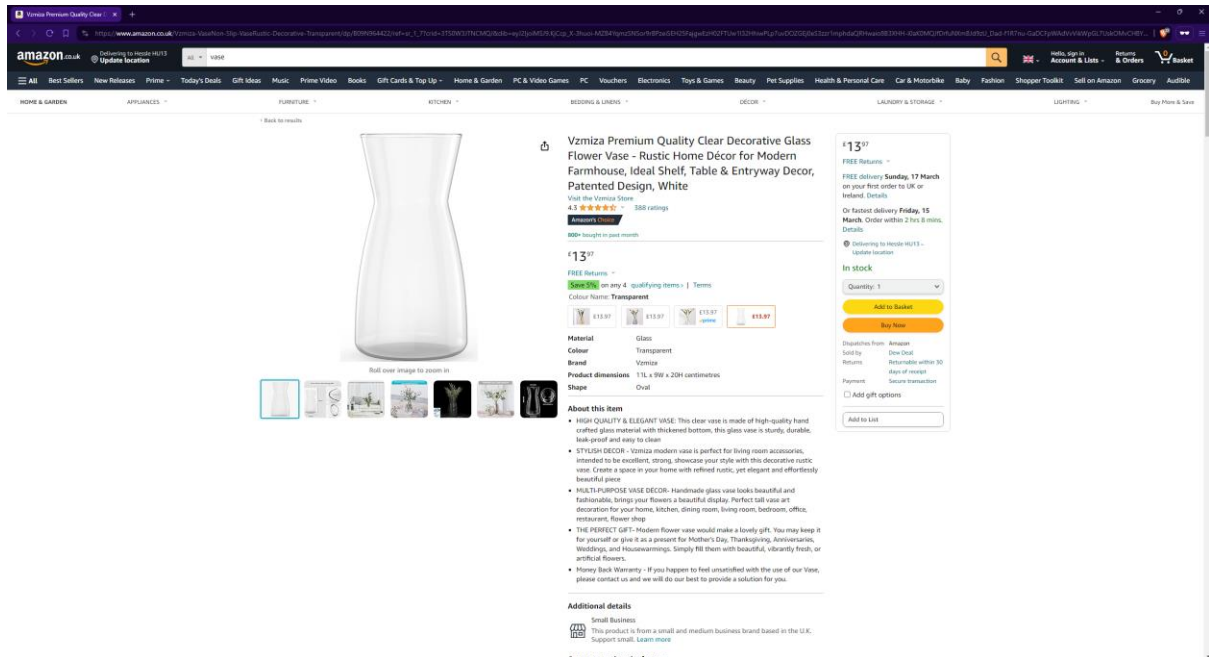 Vzmiza Premium Quality Clear D
https://www.amazon.co.uk/
amazon.co.uk
Delivering to Hessle HU13
Update location
All
vase
Hello, sign in
Account & Lists
Returns
& Orders
0
Basket
All
Best Sellers
New Releases
Prime
Today's Deals
Gift Ideas
Music
Prime Video
Books
Gift Cards & Top Up
Home & Garden
PC & Video Games
PC
Vouchers
Electronics
Toys & Games
Beauty
Pet Supplies
Health & Personal Care
Car & Motorbike
Baby
Fashion
Shopper Toolkit
Sell on Amazon
Grocery
Audible
HOME & GARDEN
APPLIANCES
FURNITURE
KITCHEN
BEDDING & LINENS
DÉCOR
LAUNDRY & STORAGE
LIGHTING
Buy More & Save
‹ Back to results
Roll over image to zoom in
Vzmiza Premium Quality Clear Decorative Glass
Flower Vase - Rustic Home Décor for Modern
Farmhouse, Ideal Shelf, Table & Entryway Decor,
Patented Design, White
Visit the Vzmiza Store
4.3
388 ratings
Amazon's Choice
800+ bought in past month
£13.97
FREE Returns
Save 5% on any 4 qualifying items | Terms
Colour Name: Transparent
£13.97
£13.97
£13.97
prime
£13.97
Material Glass
Colour Transparent
Brand Vzmiza
Product dimensions 11L x 9W x 20H centimetres
Shape Oval
About this item
• HIGH QUALITY & ELEGANT VASE: This clear vase is made of high-quality hand
crafted glass material with thickened bottom, this glass vase is sturdy, durable,
leak-proof and easy to clean
• STYLISH DECOR - Vzmiza modern vase is perfect for living room accessories,
intended to be excellent, strong, showcase your style with this decorative rustic
vase. Create a space in your home with refined rustic, yet elegant and effortlessly
beautiful piece
• MULTI-PURPOSE VASE DÉCOR- Handmade glass vase looks beautiful and
fashionable, brings your flowers a beautiful display. Perfect tall vase art
decoration for your home, kitchen, dining room, living room, bedroom, office,
restaurant, flower shop
• THE PERFECT GIFT- Modern flower vase would make a lovely gift. You may keep it
for yourself or give it as a present for Mother's Day, Thanksgiving, Anniversaries,
Weddings, and Housewarmings. Simply fill them with beautiful, vibrantly fresh, or
artificial flowers.
• Money Back Warranty - If you happen to feel unsatisfied with the use of our Vase,
please contact us and we will do our best to provide a solution for you.
Additional details
Small Business
This product is from a small and medium business brand based in the U.K.
Support small. Learn more
£13.97
FREE Returns
FREE delivery Sunday, 17 March
on your first order to UK or
Ireland. Details
Or fastest delivery Friday, 15
March. Order within 2 hrs 8 mins.
Details
Delivering to Hessle HU13 -
Update location
In stock
Quantity: 1
Add to Basket
Buy Now
Dispatches from Amazon
Sold by Dew Deal
Returns Returnable within 30
days of receipt
Payment Secure transaction
Add gift options
Add to List